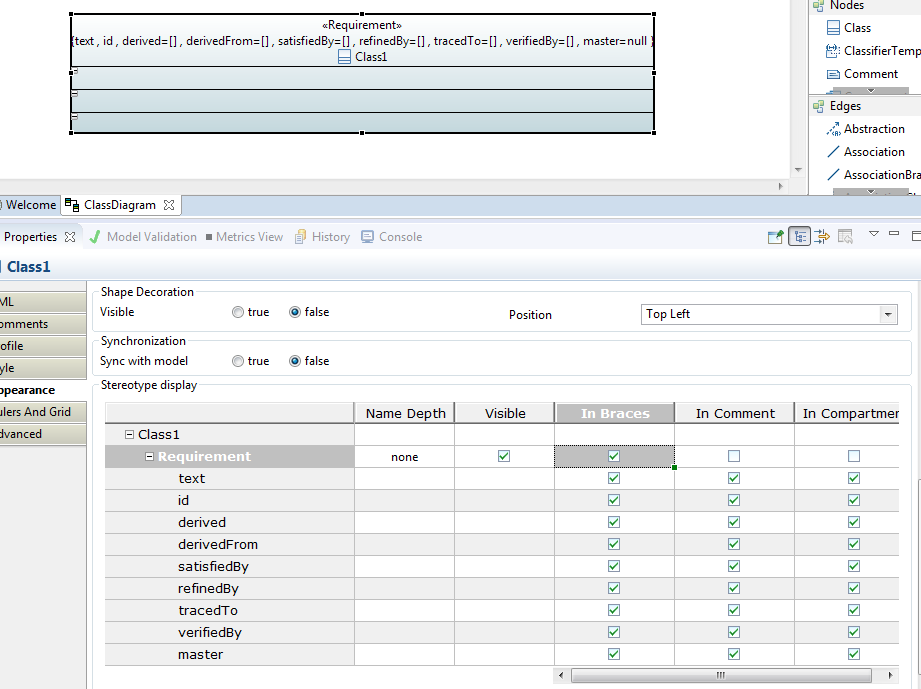 «Requirement»
{text , id , derived=[] , derivedFrom=[] , satisfiedBy=[] , refinedBy=[] , tracedTo=[] , verifiedBy=[] , master=null }
Class1
Nodes
Class
ClassifierTemp
Comment
Edges
Abstraction
Association
AssociationBra
Welcome
ClassDiagram
Properties
Model Validation
Metrics View
History
Console
Class1
ML
omments
ofile
yle
ppearance
ulers And Grid
dvanced
Shape Decoration
Visible
true
false
Position
Top Left
Synchronization
Sync with model
true
false
Stereotype display
Name Depth
Visible
In Braces
In Comment
In Compartmer
Class1
Requirement
none
text
id
derived
derivedFrom
satisfiedBy
refinedBy
tracedTo
verifiedBy
master